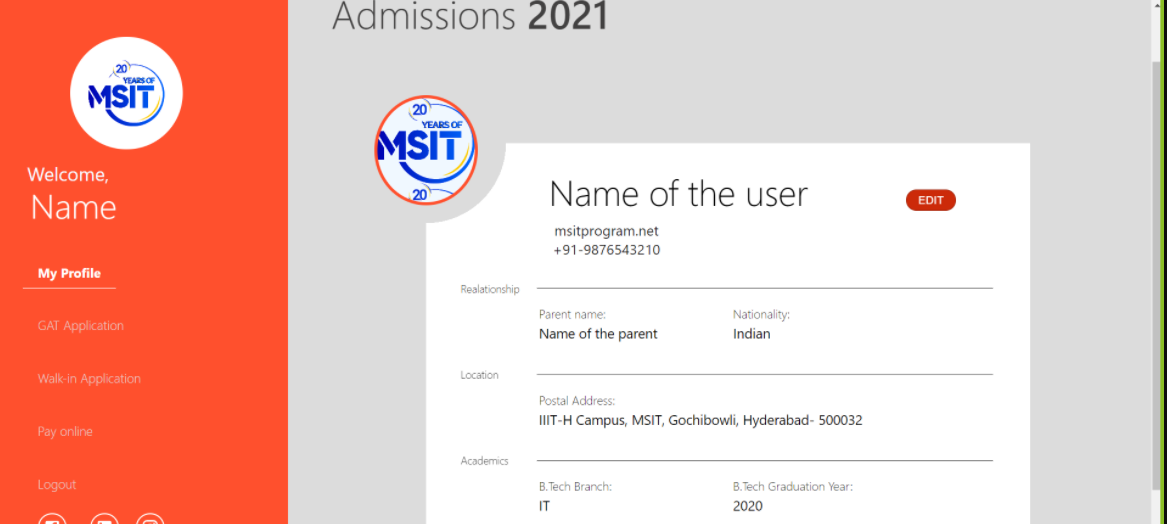 Admissions 2021
20
YEARS OF
MSIT
Welcome,
Name
My Profile
GAT Application
Walk-in Application
Pay online
Logout
20
YEARS OF
MSIT
20
Name of the user
EDIT
msitprogram.net
+91-9876543210
Realationship
Parent name:
Nationality:
Name of the parent
Indian
Location
Postal Address:
IIIT-H Campus, MSIT, Gochibowli, Hyderabad- 500032
Academics
B.Tech Branch:
B.Tech Graduation Year:
IT
2020